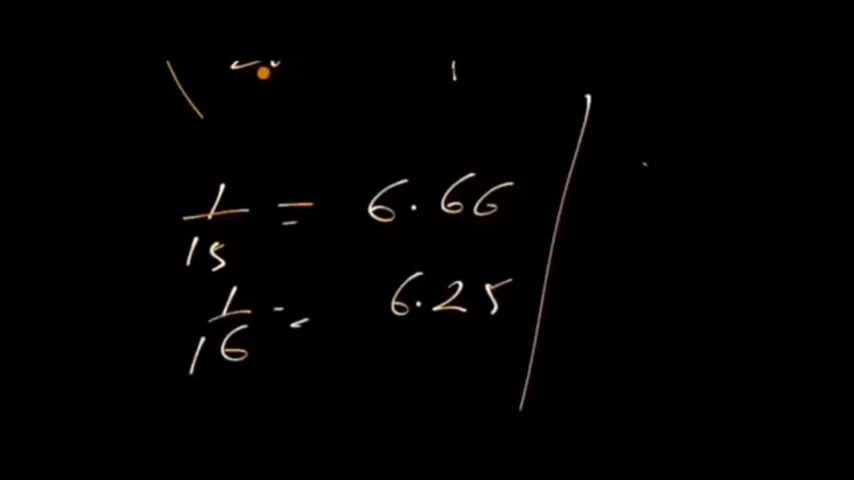 1/15 = 6.66
1/16 = 6.25